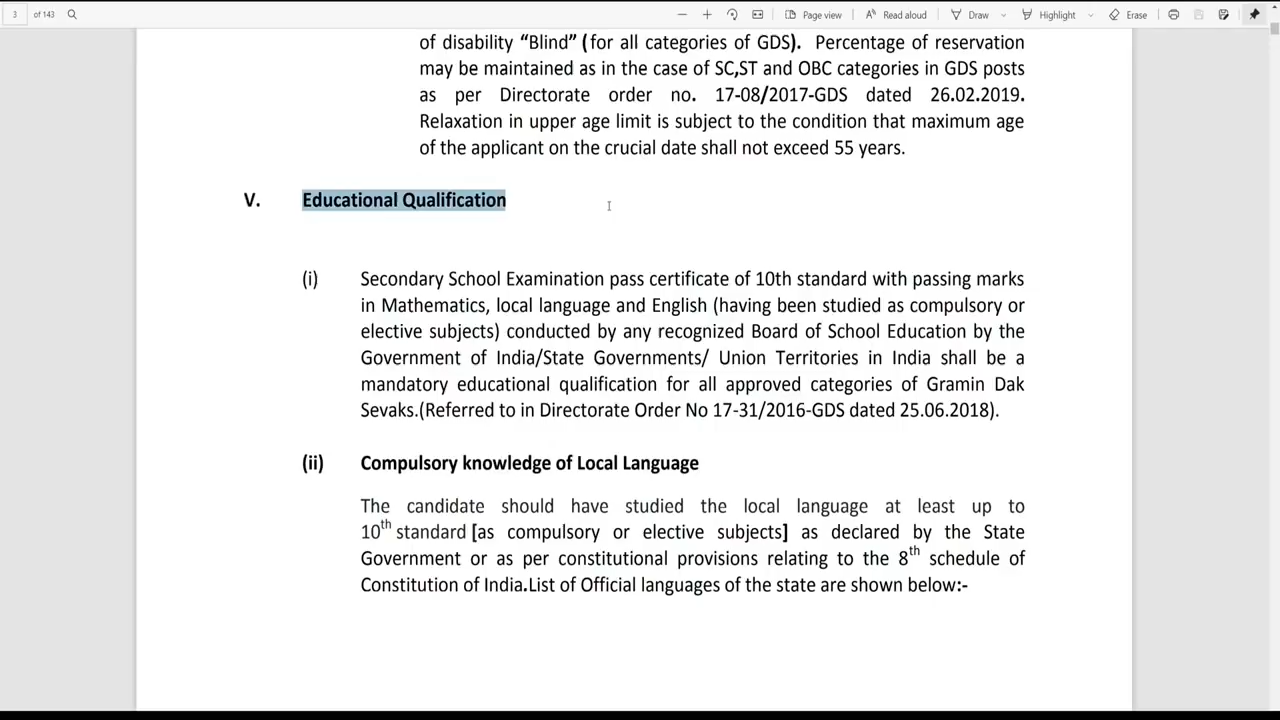 3 of 143 Page view Read aloud Draw Highlight Erase
of disability “Blind” (for all categories of GDS). Percentage of reservation
may be maintained as in the case of SC,ST and OBC categories in GDS posts
as per Directorate order no. 17-08/2017-GDS dated 26.02.2019.
Relaxation in upper age limit is subject to the condition that maximum age
of the applicant on the crucial date shall not exceed 55 years.
V. Educational Qualification
(i) Secondary School Examination pass certificate of 10th standard with passing marks
in Mathematics, local language and English (having been studied as compulsory or
elective subjects) conducted by any recognized Board of School Education by the
Government of India/State Governments/ Union Territories in India shall be a
mandatory educational qualification for all approved categories of Gramin Dak
Sevaks.(Referred to in Directorate Order No 17-31/2016-GDS dated 25.06.2018).
(ii) Compulsory knowledge of Local Language
The candidate should have studied the local language at least up to
10th standard [as compulsory or elective subjects] as declared by the State
Government or as per constitutional provisions relating to the 8th schedule of
Constitution of India.List of Official languages of the state are shown below:-